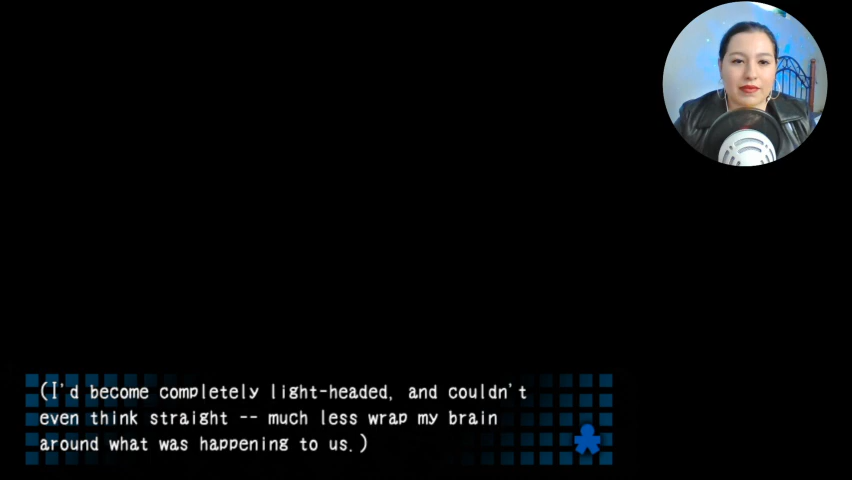 (I'd become completely light-headed, and couldn't
even think straight -- much less wrap my brain
around what was happening to us.)